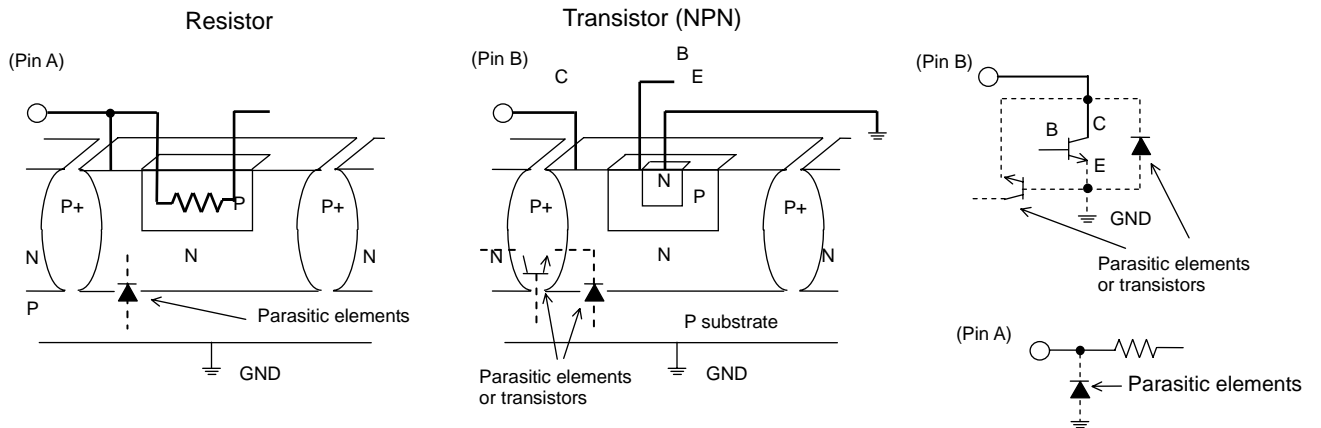 Resistor
(Pin A)
P
P+
P+
N
N
N
P
Parasitic elements
GND
Transistor (NPN)
(Pin B)
C
B
E
N
P
P+
P+
N
N
N
P substrate
Parasitic elements
or transistors
GND
(Pin B)
B
C
E
GND
Parasitic elements
or transistors
(Pin A)
Parasitic elements